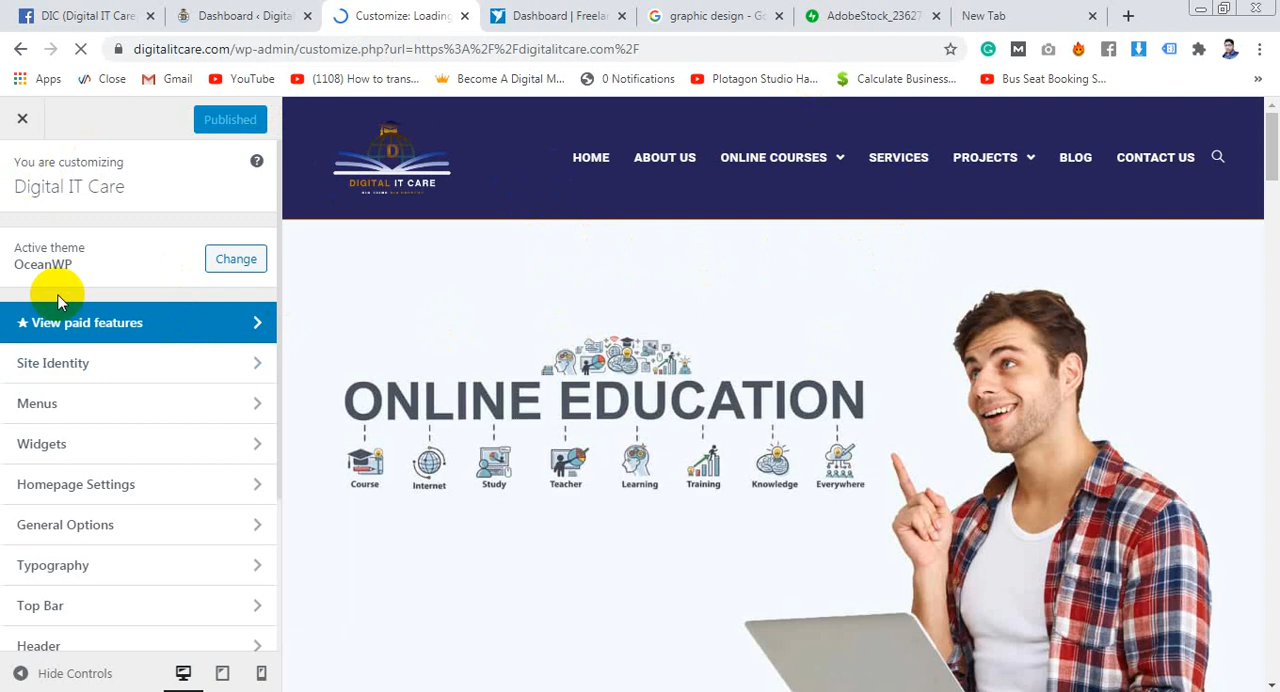 DIC (Digital IT Care
Dashboard ‹ Digita
Customize: Loading
Dashboard | Freelan
graphic design - Go
AdobeStock_23627
New Tab
digitalitcare.com/wp-admin/customize.php?url=https%3A%2F%2Fdigitalitcare.com%2F
Apps
Close
Gmail
YouTube
(1108) How to trans...
Become A Digital M...
0 Notifications
Plotagon Studio Ha...
Calculate Business...
Bus Seat Booking S...
»
Published
You are customizing
Digital IT Care
Active theme
OceanWP
Change
★ View paid features
Site Identity
Menus
Widgets
Homepage Settings
General Options
Typography
Top Bar
Header
Hide Controls
D
DIGITAL IT CARE
HOME
ABOUT US
ONLINE COURSES
SERVICES
PROJECTS
BLOG
CONTACT US
ONLINE EDUCATION
Course
Internet
Study
Teacher
Learning
Training
Knowledge
Everywhere